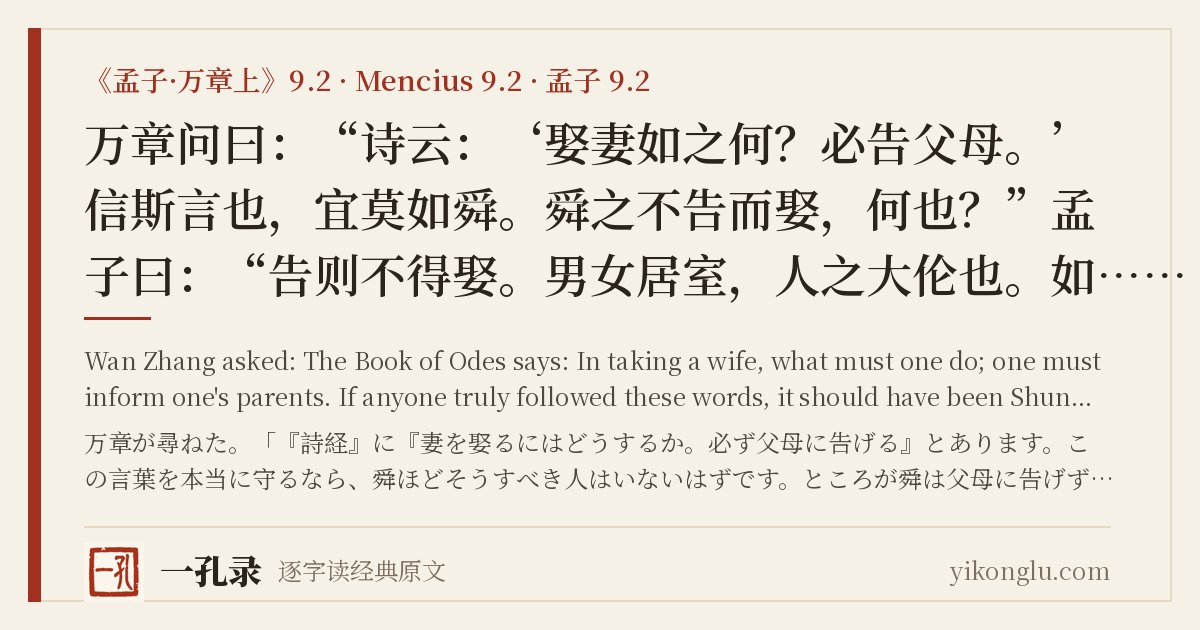 《孟子·万章上》9.2 · Mencius 9.2 · 孟子 9.2
万章问曰：“诗云：‘娶妻如之何？必告父母。’
信斯言也，宜莫如舜。舜之不告而娶，何也？”孟
子曰：“告则不得娶。男女居室，人之大伦也。如……
Wan Zhang asked: The Book of Odes says: In taking a wife, what must one do; one must
inform one's parents. If anyone truly followed these words, it should have been Shun...
万章が尋ねた。「『詩経』に『妻を娶るにはどうするか。必ず父母に告げる』とあります。こ
の言葉を本当に守るなら、舜ほどそうすべき人はいないはずです。ところが舜は父母に告げず…
一孔
一孔录 逐字读经典原文
yikonglu.com